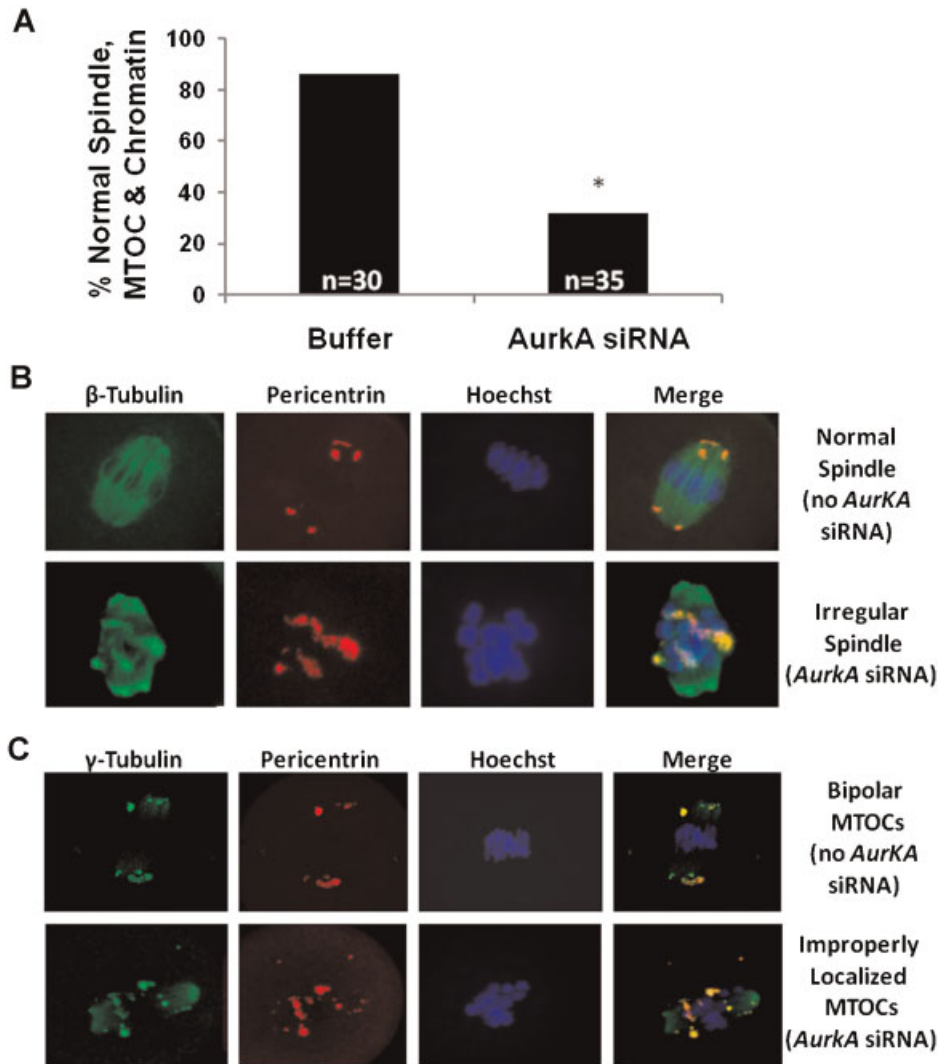 A
% Normal Spindle,
MTOC & Chromatin
100
80
60
40
20
0
*
n=30
n=35
Buffer
AurkA siRNA
B
β-Tubulin
Pericentrin
Hoechst
Merge
Normal
Spindle
(no AurKA
siRNA)
Irregular
Spindle
(AurkA siRNA)
C
γ-Tubulin
Pericentrin
Hoechst
Merge
Bipolar
MTOCs
(no AurKA
siRNA)
Improperly
Localized
MTOCs
(AurkA siRNA)